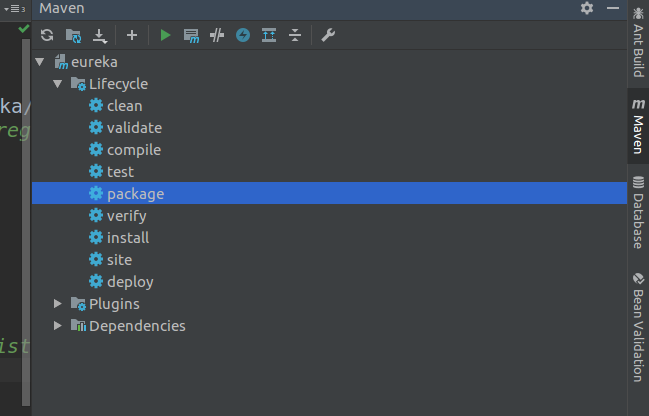 3
Maven
eureka
Lifecycle
clean
validate
compile
test
package
verify
install
site
deploy
Plugins
Dependencies
ka/
reg
ist
Ant Build
m Maven
Database
Bean Validation